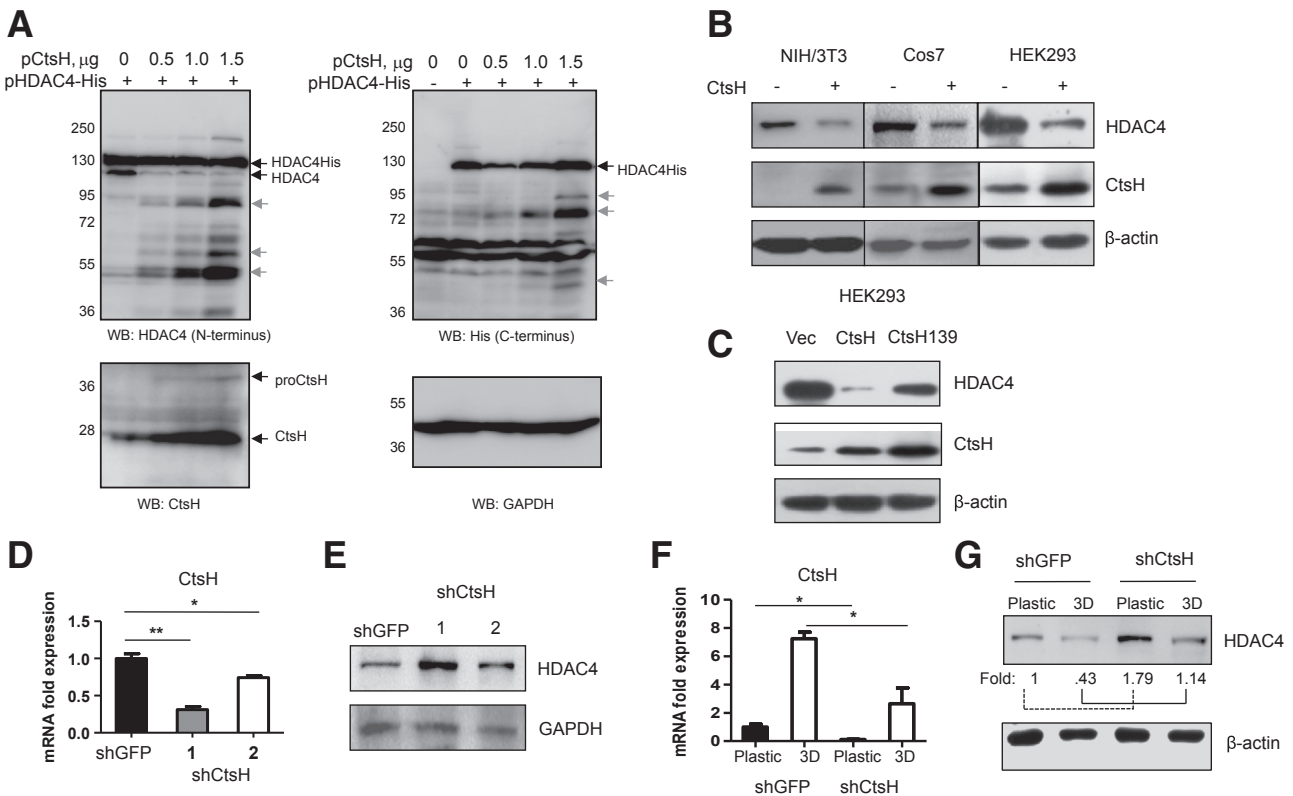 A
pCtsH, µg 0 0.5 1.0 1.5
pHDAC4-His + + + +
250
130
95
72
55
36
HDAC4His
HDAC4
WB: HDAC4 (N-terminus)
36
28
proCtsH
CtsH
WB: CtsH
pCtsH, µg 0 0 0.5 1.0 1.5
pHDAC4-His - + + + +
250
130
95
72
55
36
HDAC4His
WB: His (C-terminus)
55
36
WB: GAPDH
B
NIH/3T3 Cos7 HEK293
CtsH - + - + - +
HDAC4
CtsH
β-actin
HEK293
C
Vec CtsH CtsH139
HDAC4
CtsH
β-actin
D
CtsH
mRNA fold expression
1.5
1.0
0.5
0.0
*
**
shGFP 1 2
shCtsH
E
shCtsH
shGFP 1 2
HDAC4
GAPDH
F
CtsH
mRNA fold expression
10
8
6
4
2
0
*
*
Plastic 3D Plastic 3D
shGFP shCtsH
G
shGFP shCtsH
Plastic 3D Plastic 3D
HDAC4
Fold: 1 .43 1.79 1.14
β-actin